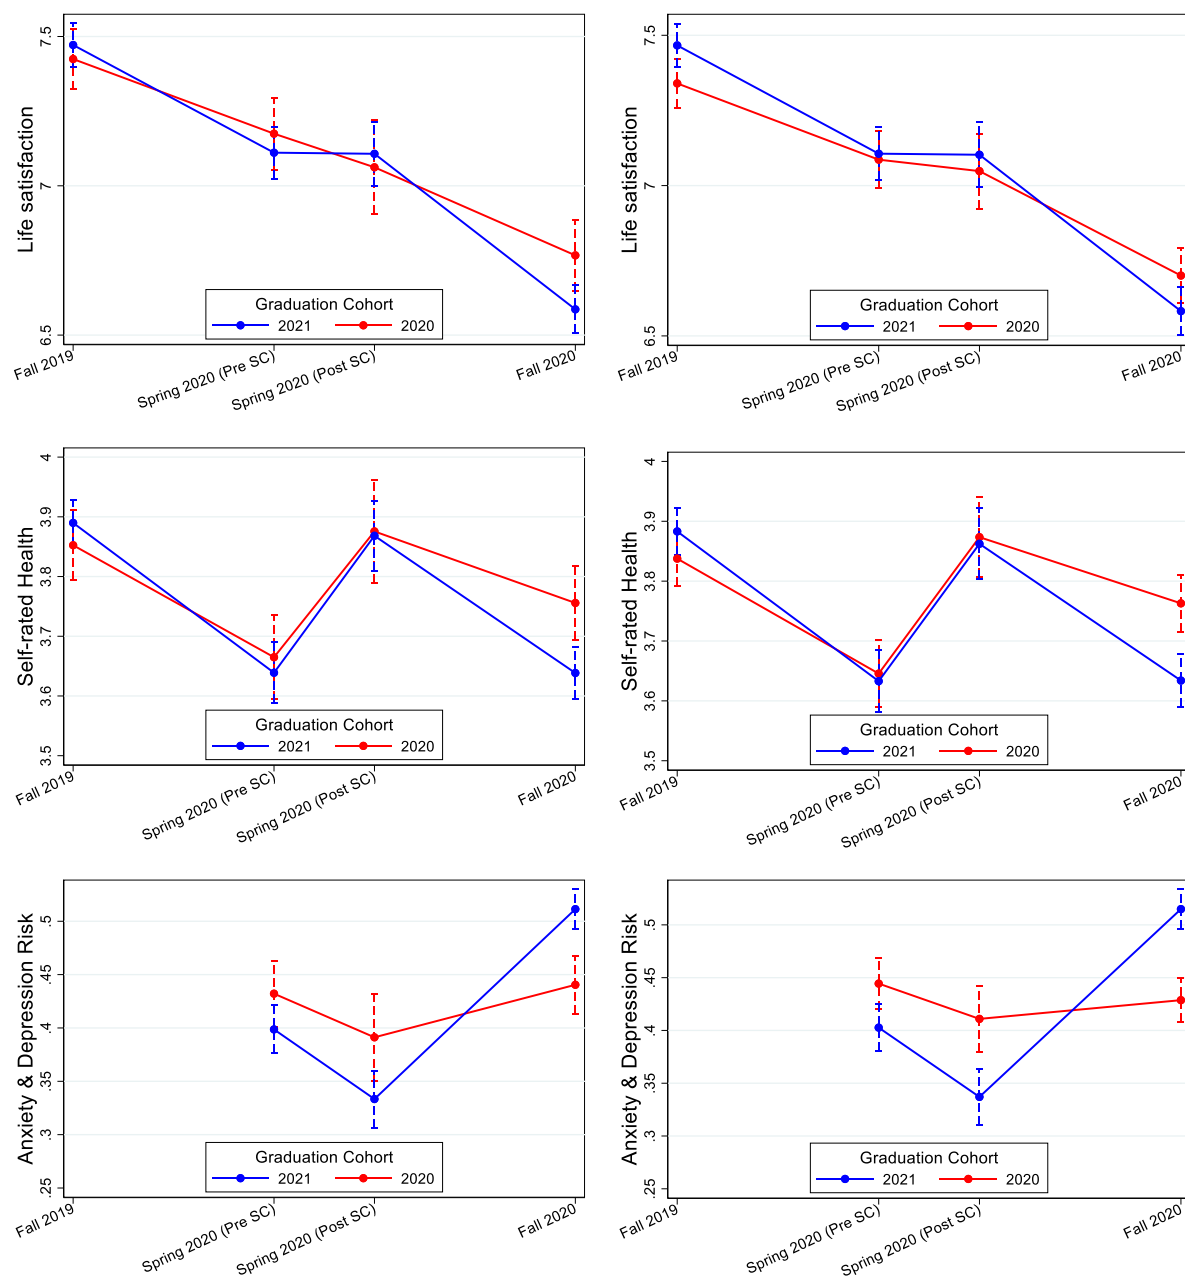 Life satisfaction
7.5
7
6.5
Fall 2019
Spring 2020 (Pre SC)
Spring 2020 (Post SC)
Fall 2020
Graduation Cohort
2021 2020
Life satisfaction
7.5
7
6.5
Fall 2019
Spring 2020 (Pre SC)
Spring 2020 (Post SC)
Fall 2020
Graduation Cohort
2021 2020
Self-rated Health
4
3.9
3.8
3.7
3.6
3.5
Fall 2019
Spring 2020 (Pre SC)
Spring 2020 (Post SC)
Fall 2020
Graduation Cohort
2021 2020
Self-rated Health
4
3.9
3.8
3.7
3.6
3.5
Fall 2019
Spring 2020 (Pre SC)
Spring 2020 (Post SC)
Fall 2020
Graduation Cohort
2021 2020
Anxiety & Depression Risk
.5
.45
.4
.35
.3
.25
Fall 2019
Spring 2020 (Pre SC)
Spring 2020 (Post SC)
Fall 2020
Graduation Cohort
2021 2020
Anxiety & Depression Risk
.5
.45
.4
.35
.3
.25
Fall 2019
Spring 2020 (Pre SC)
Spring 2020 (Post SC)
Fall 2020
Graduation Cohort
2021 2020